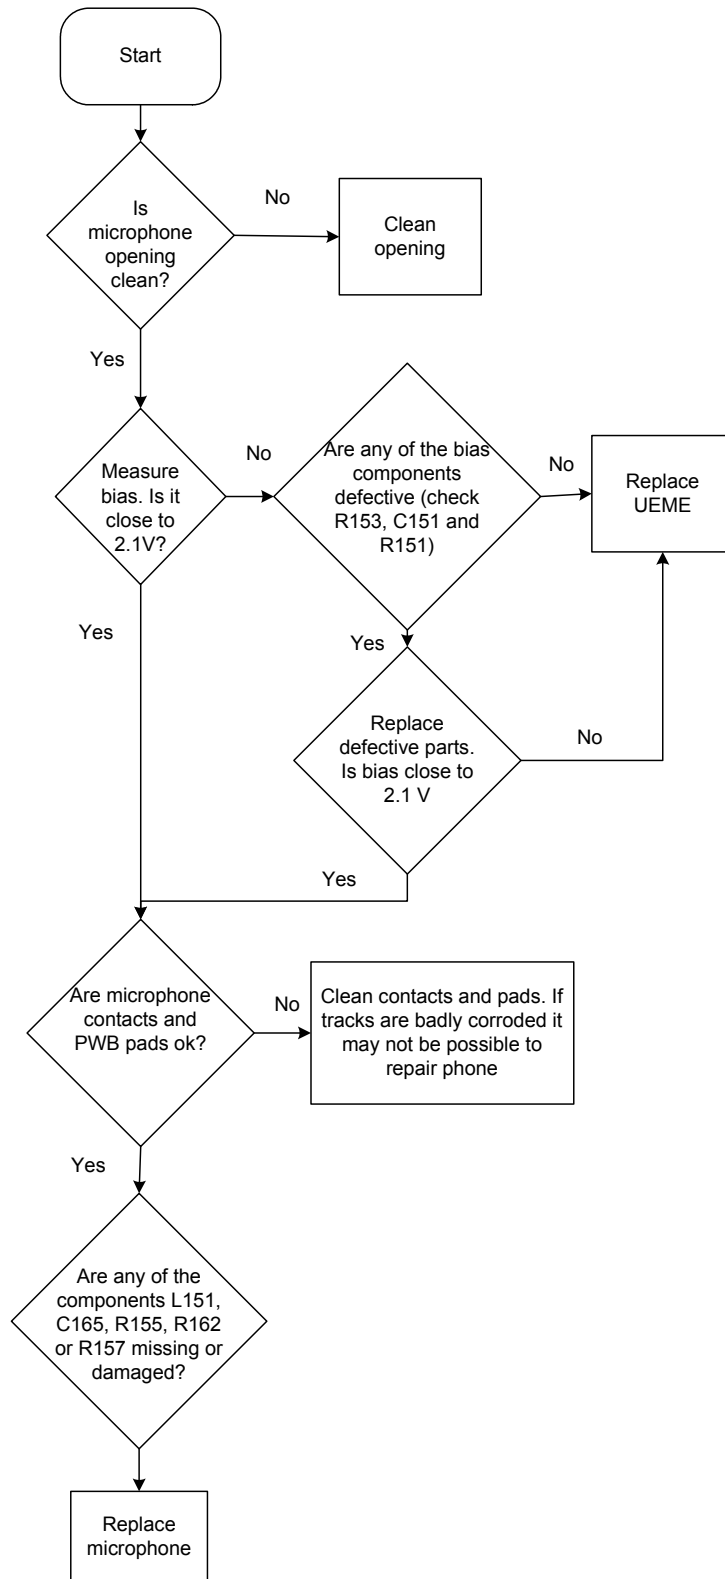 Start
Is
microphone
opening
clean?
No
Clean
opening
Yes
Measure
bias. Is it
close to
2.1V?
No
Are any of the bias
components
defective (check
R153, C151 and
R151)
No
Replace
UEME
Yes
Yes
Replace
defective parts.
Is bias close to
2.1 V
No
Yes
Are microphone
contacts and
PWB pads ok?
No
Clean contacts and pads. If
tracks are badly corroded it
may not be possible to
repair phone
Yes
Are any of the
components L151,
C165, R155, R162
or R157 missing or
damaged?
Replace
microphone